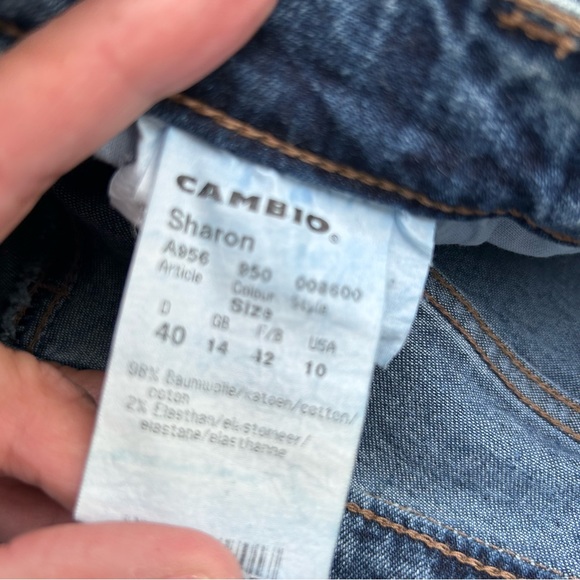 CAMBIO®
Sharon
A956 950 008600
Article Colour Style
Size
D GB F/B USA
40 14 42 10
98% Baumwolle/katoen/cotton/
coton
2% Elasthan/elastomeer/
elastane/elasthanne